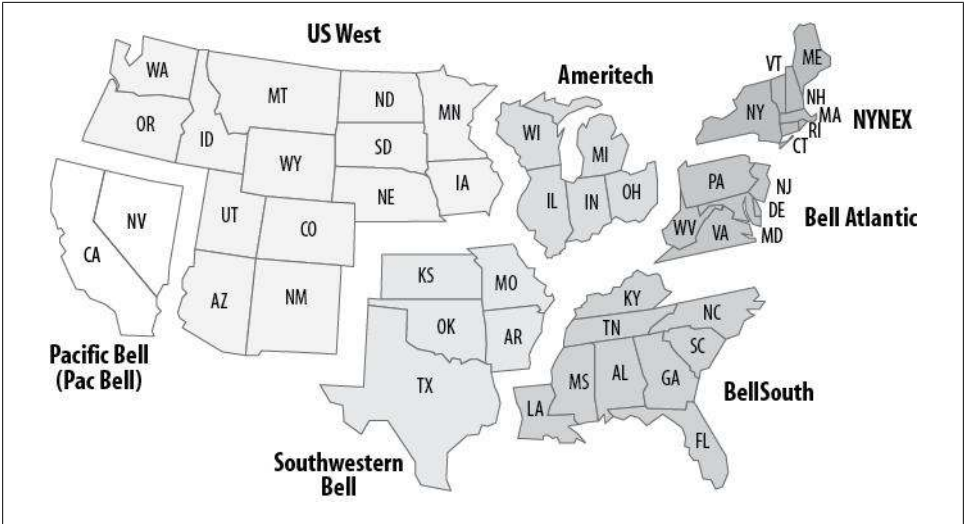 US West
WA
OR
ID
MT
ND
MN
SD
WY
NE
IA
UT
CO
AZ
NM
Pacific Bell
(Pac Bell)
CA
NV
Ameritech
WI
MI
IL
IN
OH
NYNEX
VT
ME
NY
NH
MA
RI
CT
Bell Atlantic
PA
NJ
DE
MD
WV
VA
Southwestern
Bell
KS
MO
OK
AR
TX
BellSouth
KY
NC
TN
SC
MS
AL
GA
LA
FL